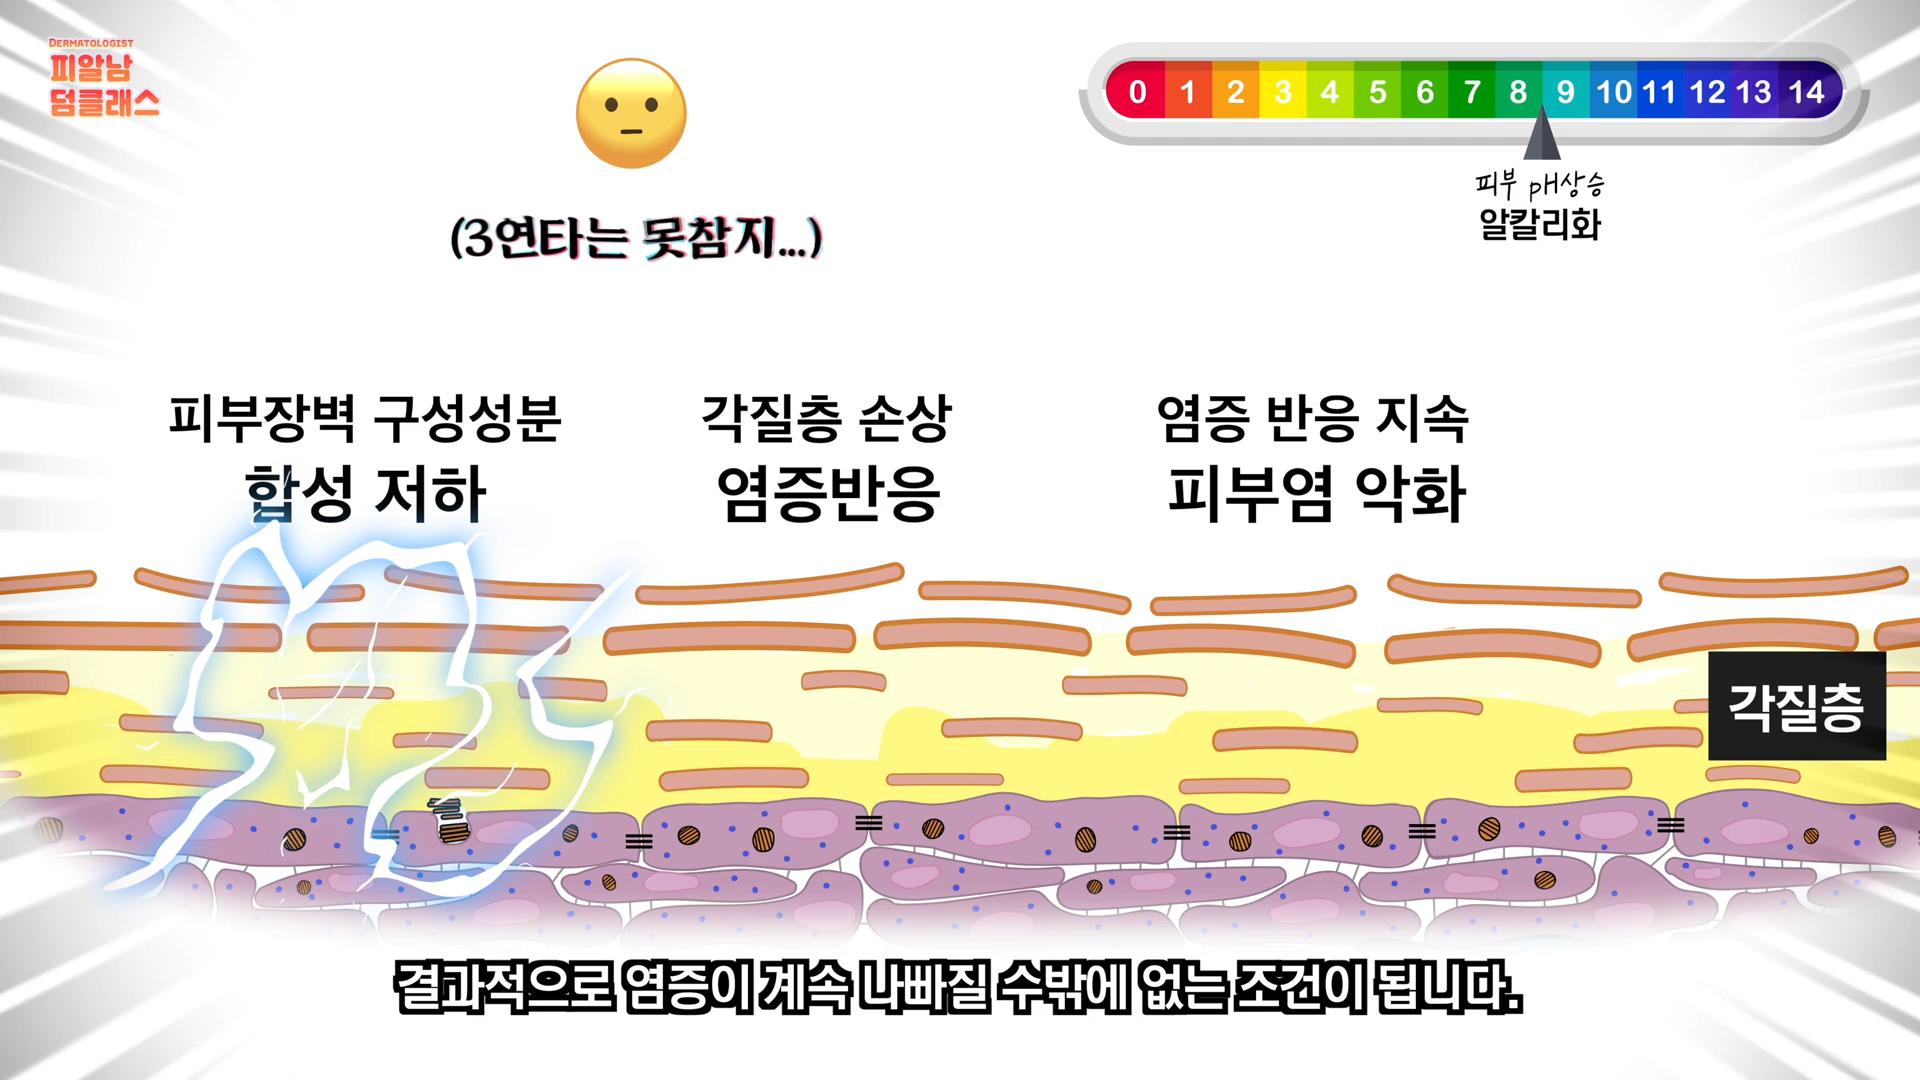 DERMATOLOGIST
피알남
덤클래스
0 1 2 3 4 5 6 7 8 9 10 11 12 13 14
피부 pH상승
알칼리화
(3연타는 못참지...)
피부장벽 구성성분
합성 저하
각질층 손상
염증반응
염증 반응 지속
피부염 악화
각질층
결과적으로 염증이 계속 나빠질 수밖에 없는 조건이 됩니다.